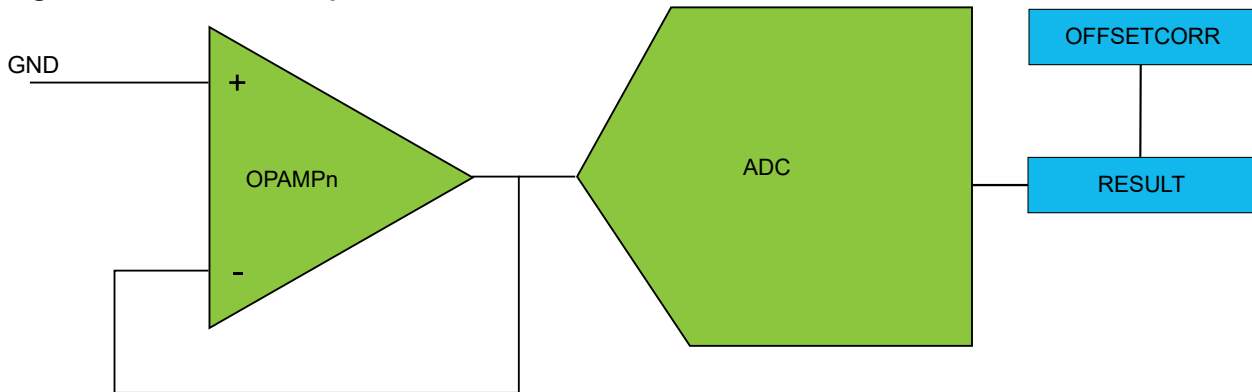 OFFSETCORR
GND
+
OPAMPn
ADC
RESULT
-